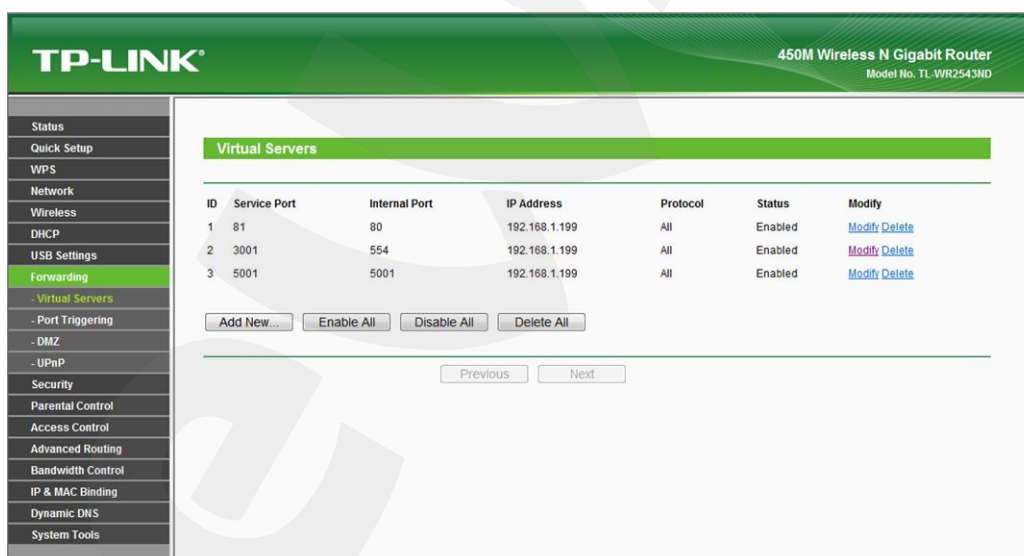 TP-LINK®
450M Wireless N Gigabit Router
Model No. TL-WR2543ND
Status
Quick Setup
WPS
Network
Wireless
DHCP
USB Settings
Forwarding
- Virtual Servers
- Port Triggering
- DMZ
- UPnP
Security
Parental Control
Access Control
Advanced Routing
Bandwidth Control
IP & MAC Binding
Dynamic DNS
System Tools
Virtual Servers
ID Service Port Internal Port IP Address Protocol Status Modify
1 81 80 192.168.1.199 All Enabled Modify Delete
2 3001 554 192.168.1.199 All Enabled Modify Delete
3 5001 5001 192.168.1.199 All Enabled Modify Delete
Add New... Enable All Disable All Delete All
Previous Next